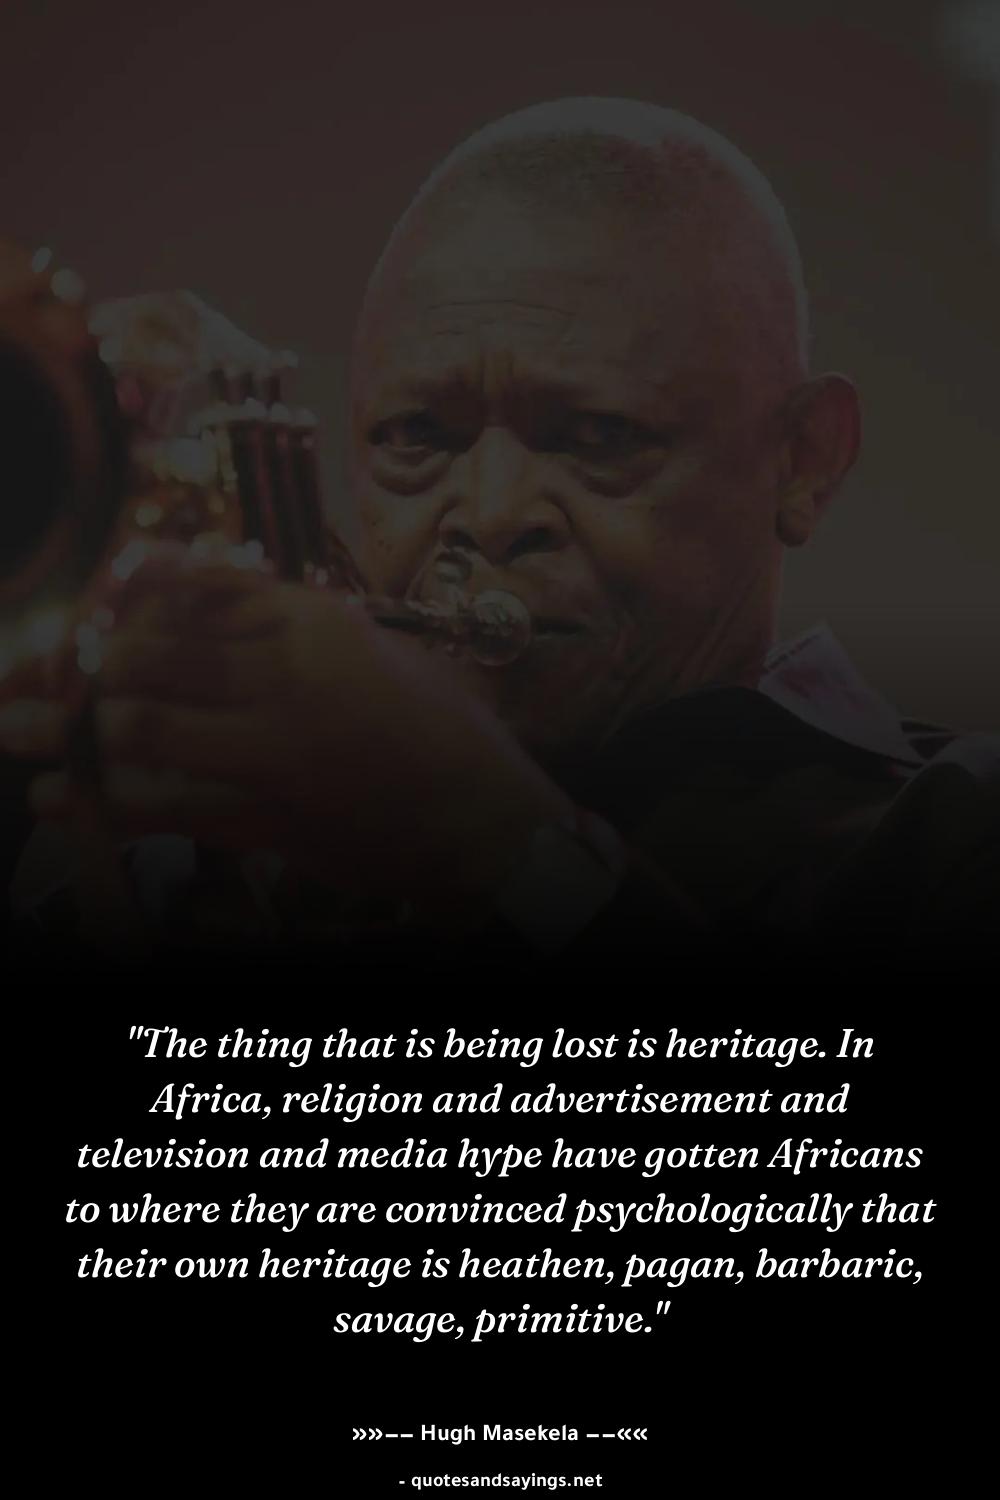 "The thing that is being lost is heritage. In
Africa, religion and advertisement and
television and media hype have gotten Africans
to where they are convinced psychologically that
their own heritage is heathen, pagan, barbaric,
savage, primitive."
»»−− Hugh Masekela −−««
- quotesandsayings.net